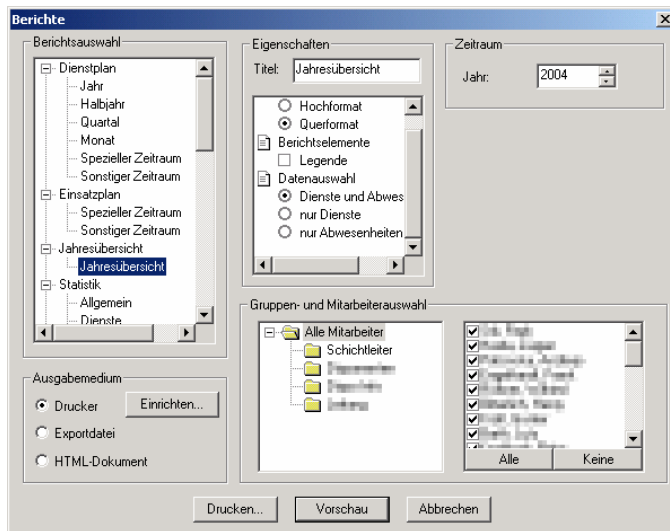 Berichte
Berichtsauswahl
Dienstplan
Jahr
Halbjahr
Quartal
Monat
Spezieller Zeitraum
Sonstiger Zeitraum
Einsatzplan
Spezieller Zeitraum
Sonstiger Zeitraum
Jahresübersicht
Jahresübersicht
Statistik
Allgemein
Dienste
Ausgabemedium
Drucker
Einrichten...
Exportdatei
HTML-Dokument
Eigenschaften
Titel: Jahresübersicht
Hochformat
Querformat
Berichtselemente
Legende
Datenauswahl
Dienste und Abwes
nur Dienste
nur Abwesenheiten
Zeitraum
Jahr: 2004
Gruppen- und Mitarbeiterauswahl
Alle Mitarbeiter
Schichtleiter
Alle Keine
Drucken... Vorschau Abbrechen